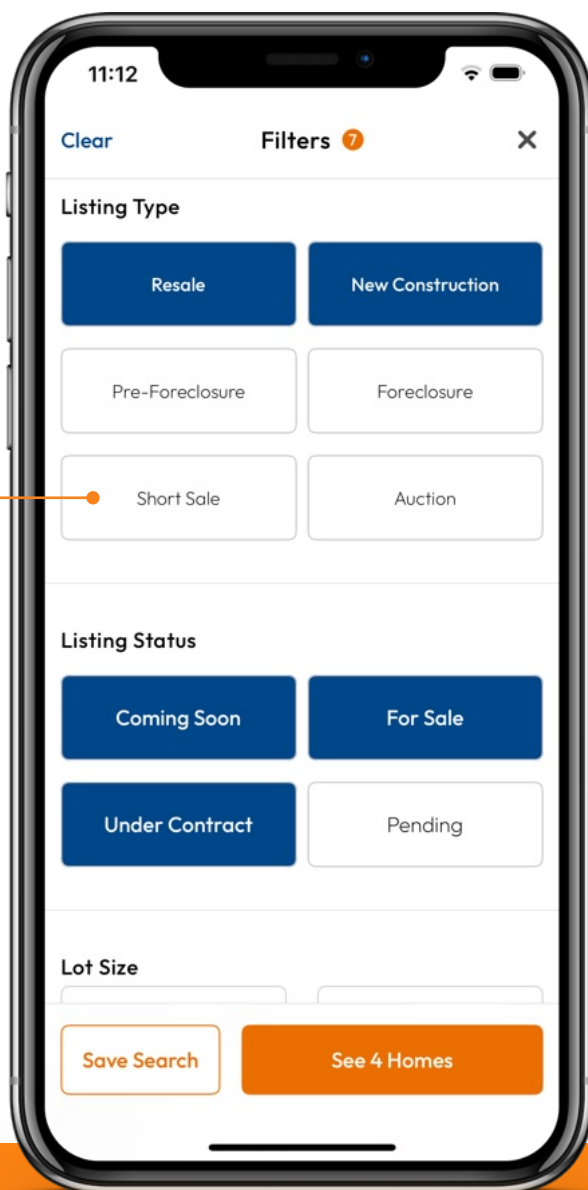 11:12
Clear Filters 7
Listing Type
Resale New Construction
Pre-Foreclosure Foreclosure
Short Sale Auction
Listing Status
Coming Soon For Sale
Under Contract Pending
Lot Size
Save Search See 4 Homes